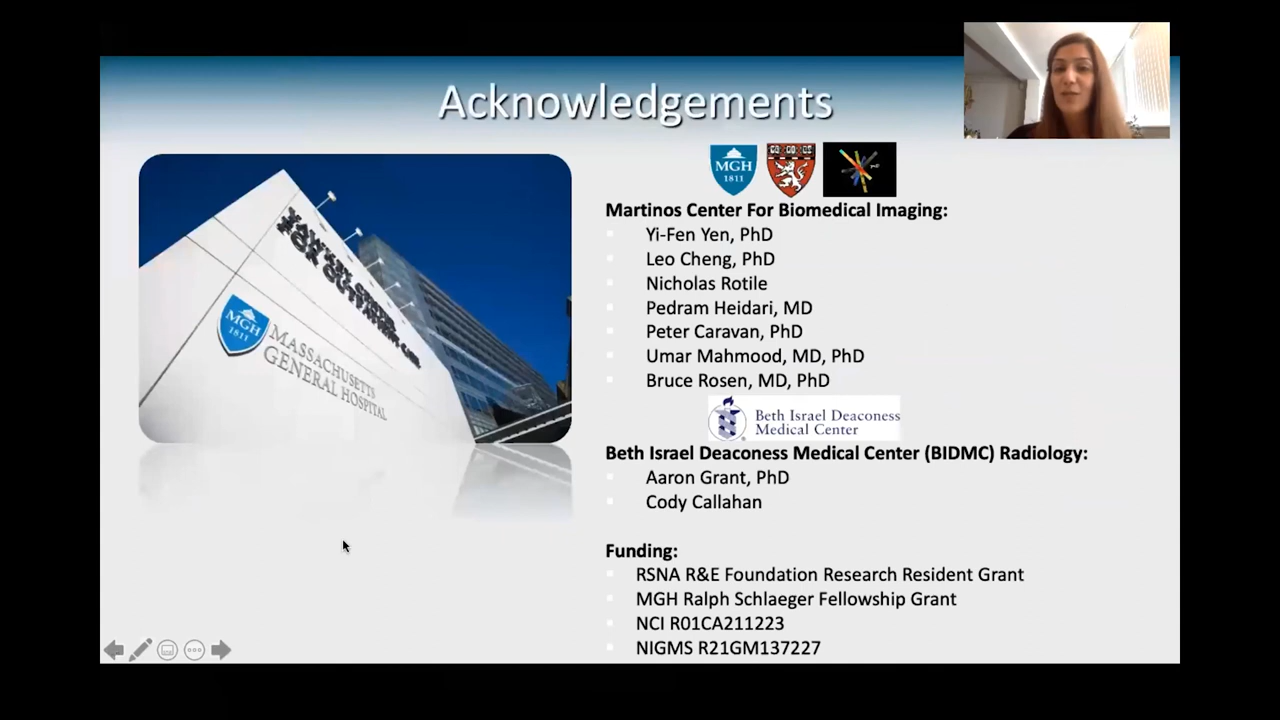 Acknowledgements
MGH
1811
Martinos Center For Biomedical Imaging:
Yi-Fen Yen, PhD
Leo Cheng, PhD
Nicholas Rotile
Pedram Heidari, MD
Peter Caravan, PhD
Umar Mahmood, MD, PhD
Bruce Rosen, MD, PhD
Beth Israel Deaconess
Medical Center
Beth Israel Deaconess Medical Center (BIDMC) Radiology:
Aaron Grant, PhD
Cody Callahan
Funding:
RSNA R&E Foundation Research Resident Grant
MGH Ralph Schlaeger Fellowship Grant
NCI R01CA211223
NIGMS R21GM137227
MGH
1811
MASSACHUSETTS
GENERAL HOSPITAL